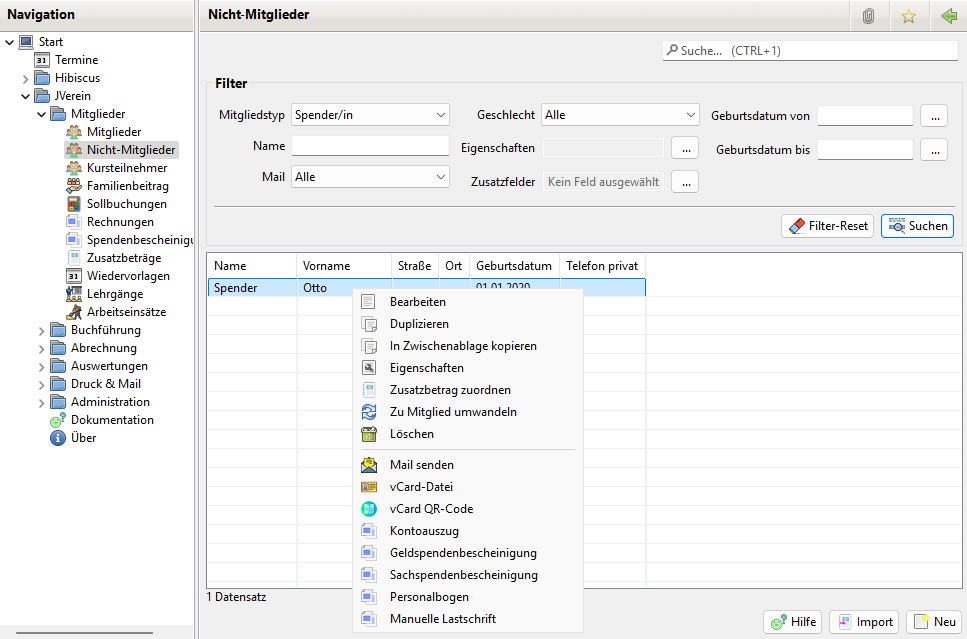 Navigation
Start
31 Termine
Hibiscus
JVerein
Mitglieder
Mitglieder
Nicht-Mitglieder
Kursteilnehmer
Familienbeitrag
Sollbuchungen
Rechnungen
Spendenbescheinigu
Zusatzbeträge
31 Wiedervorlagen
Lehrgänge
Arbeitseinsätze
Buchführung
Abrechnung
Auswertungen
Druck & Mail
Administration
Dokumentation
Über
Nicht-Mitglieder
Suche... (CTRL+1)
Filter
Mitgliedstyp Spender/in Geschlecht Alle Geburtsdatum von ...
Name Eigenschaften ... Geburtsdatum bis ...
Mail Alle Zusatzfelder Kein Feld ausgewählt ...
Filter-Reset Suchen
Name Vorname Straße Ort Geburtsdatum Telefon privat
Spender Otto 01.01.2020
Bearbeiten
Duplizieren
In Zwischenablage kopieren
Eigenschaften
Zusatzbetrag zuordnen
Zu Mitglied umwandeln
Löschen
Mail senden
vCard-Datei
vCard QR-Code
Kontoauszug
Geldspendenbescheinigung
Sachspendenbescheinigung
Personalbogen
Manuelle Lastschrift
1 Datensatz
Hilfe Import Neu